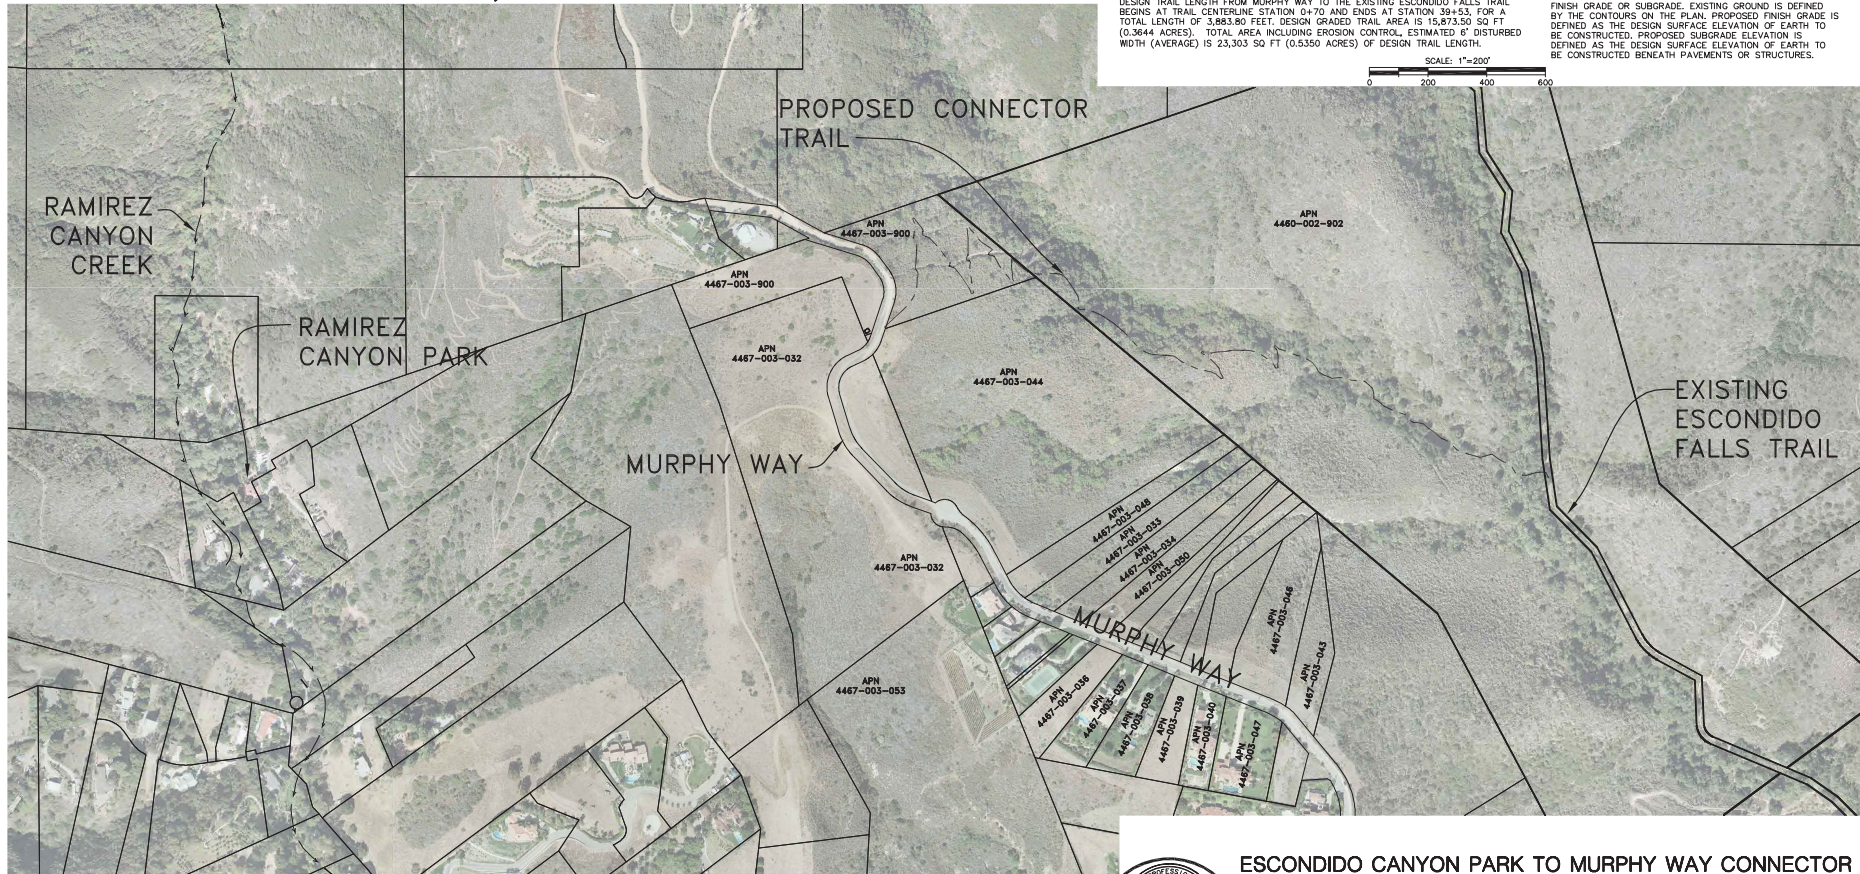 DESIGN TRAIL LENGTH FROM MURPHY WAY TO THE EXISTING ESCONDIDO FALLS TRAIL
BEGINS AT TRAIL CENTERLINE STATION 0+70 AND ENDS AT STATION 39+53, FOR A
TOTAL LENGTH OF 3,883.80 FEET. DESIGN GRADED TRAIL AREA IS 15,873.50 SQ FT
(0.3644 ACRES). TOTAL AREA INCLUDING EROSION CONTROL, ESTIMATED 6' DISTURBED
WIDTH (AVERAGE) IS 23,303 SQ FT (0.5350 ACRES) OF DESIGN TRAIL LENGTH.
FINISH GRADE OR SUBGRADE. EXISTING GROUND IS DEFINED
BY THE CONTOURS ON THE PLAN. PROPOSED FINISH GRADE IS
DEFINED AS THE DESIGN SURFACE ELEVATION OF EARTH TO
BE CONSTRUCTED. PROPOSED SUBGRADE ELEVATION IS
DEFINED AS THE DESIGN SURFACE ELEVATION OF EARTH TO
BE CONSTRUCTED BENEATH PAVEMENTS OR STRUCTURES.
SCALE: 1"=200'
0 200 400 600
PROPOSED CONNECTOR
TRAIL
RAMIREZ
CANYON
CREEK
APN
4467-003-900
APN
4460-002-902
APN
4467-003-900
RAMIREZ
CANYON PARK
APN
4467-003-032
APN
4467-003-044
EXISTING
ESCONDIDO
FALLS TRAIL
MURPHY WAY
APN
4467-003-048
APN
4467-003-033
APN
4467-003-034
APN
4467-003-050
APN
4467-003-032
APN
4467-003-046
APN
4467-003-043
MURPHY WAY
APN
4467-003-053
APN
4467-003-036
APN
4467-003-037
APN
4467-003-038
APN
4467-003-039
APN
4467-003-040
APN
4467-003-047
ESCONDIDO CANYON PARK TO MURPHY WAY CONNECTOR